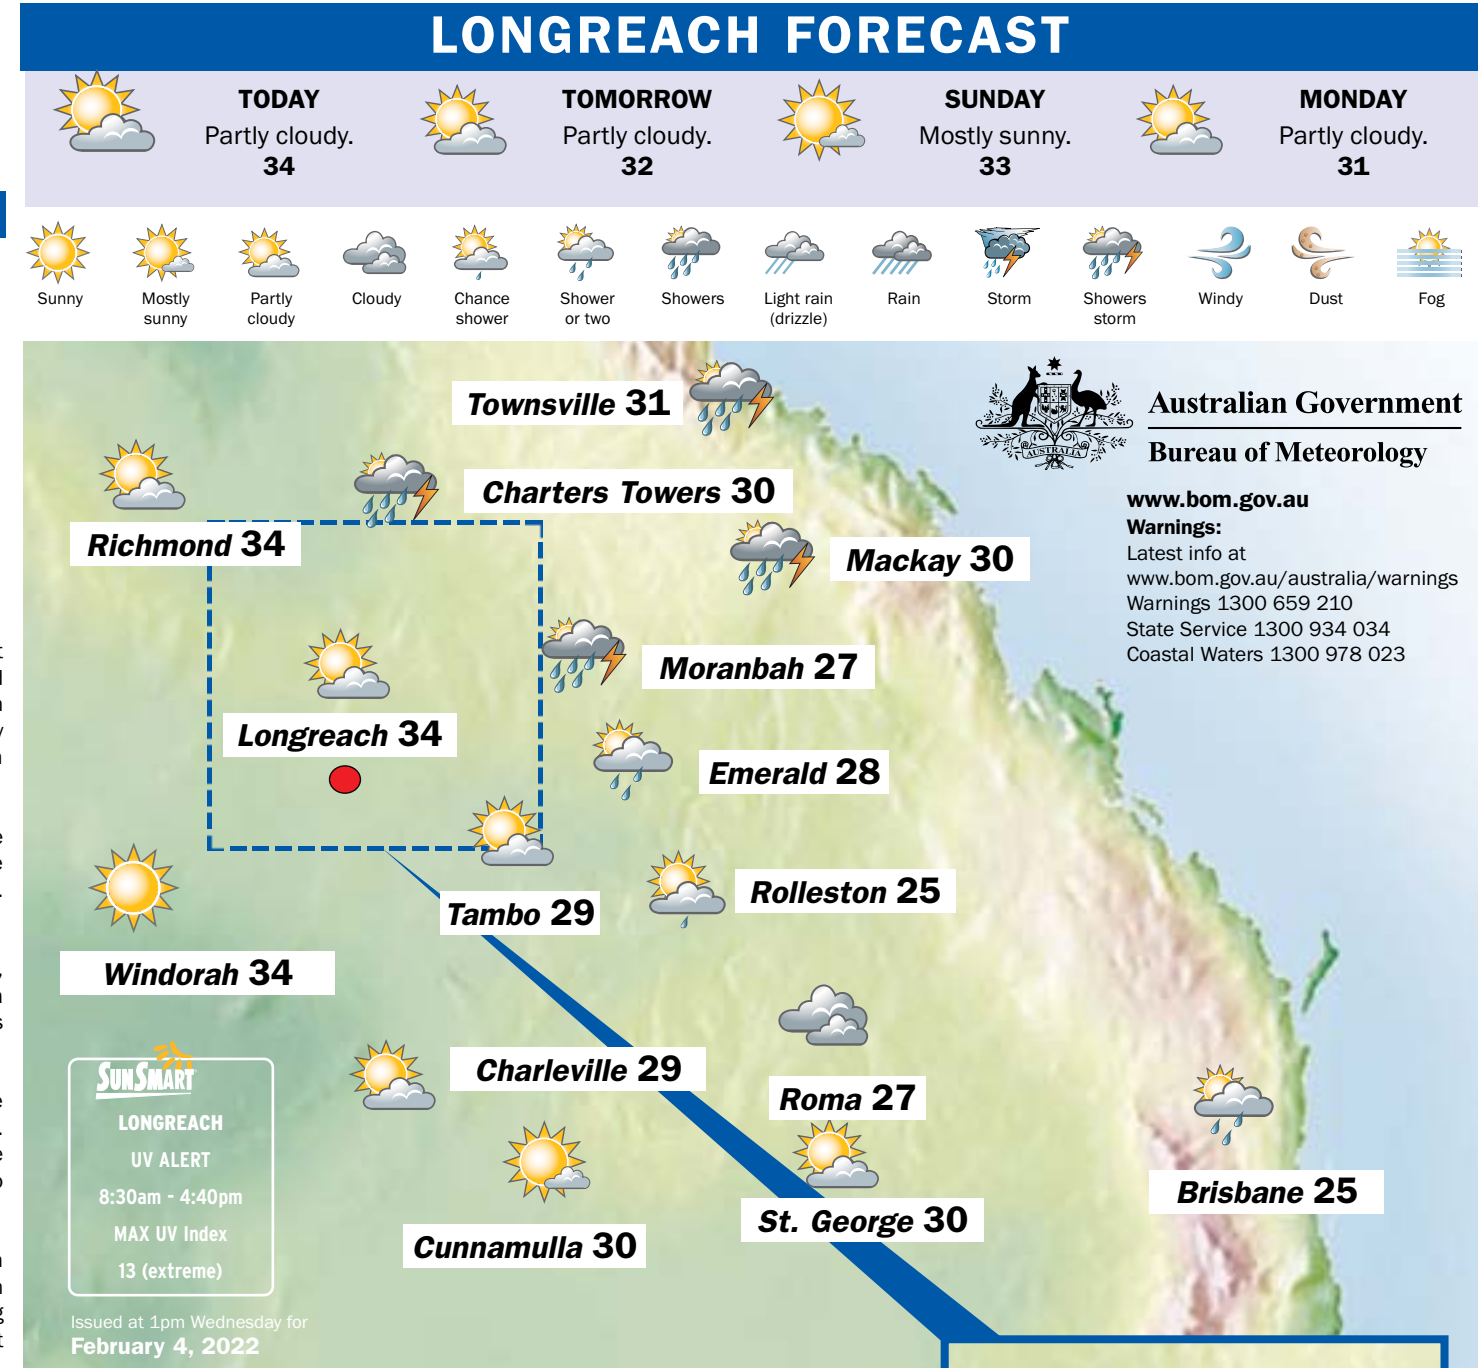 LONGREACH FORECAST
TODAY
Partly cloudy.
34
TOMORROW
Partly cloudy.
32
SUNDAY
Mostly sunny.
33
MONDAY
Partly cloudy.
31
Sunny
Mostly
sunny
Partly
cloudy
Cloudy
Chance
shower
Shower
or two
Showers
Light rain
(drizzle)
Rain
Storm
Showers
storm
Windy
Dust
Fog
Townsville 31
Charters Towers 30
Richmond 34
Mackay 30
Moranbah 27
Longreach 34
Emerald 28
Rolleston 25
Tambo 29
Windorah 34
Charleville 29
Roma 27
Brisbane 25
St. George 30
Cunnamulla 30
AUSTRALIA
Australian Government
Bureau of Meteorology
www.bom.gov.au
Warnings:
Latest info at
www.bom.gov.au/australia/warnings
Warnings 1300 659 210
State Service 1300 934 034
Coastal Waters 1300 978 023
SUNSMART
LONGREACH
UV ALERT
8:30am - 4:40pm
MAX UV Index
13 (extreme)
Issued at 1pm Wednesday for
February 4, 2022